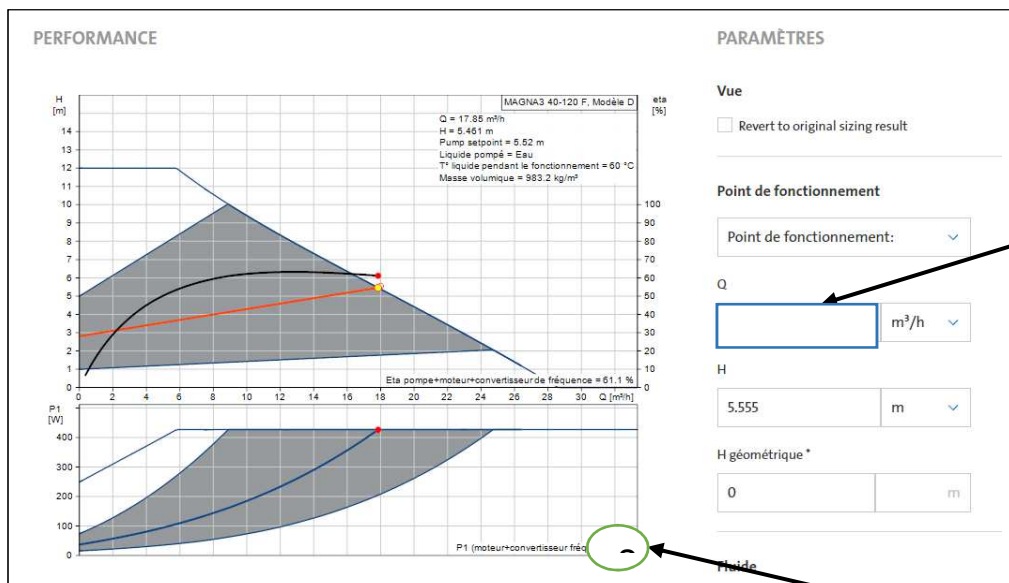 PERFORMANCE
H
[m]
MAGNA3 40-120 F, Modèle D
eta
[%]
Q = 17.85 m³/h
H = 5.461 m
Pump setpoint = 5.52 m
Liquide pompé = Eau
T° liquide pendant le fonctionnement = 60 °C
Masse volumique = 983.2 kg/m³
14
13
12
11
10
9
8
7
6
5
4
3
2
1
0
100
90
80
70
60
50
40
30
20
10
0
Eta pompe+moteur+convertisseur de fréquence = 61.1 %
0 2 4 6 8 10 12 14 16 18 20 22 24 26 28 30 Q [m³/h]
P1
[W]
400
300
200
100
0
P1 (moteur+convertisseur fréq
PARAMÈTRES
Vue
Revert to original sizing result
Point de fonctionnement
Point de fonctionnement:
Q
m³/h
H
5.555 m
H géométrique *
0 m
Fluide